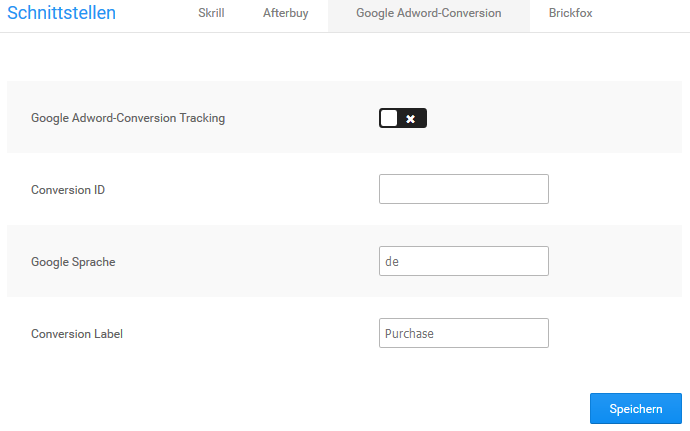 Schnittstellen Skrill Afterbuy Google Adword-Conversion Brickfox
Google Adword-Conversion Tracking
Conversion ID
Google Sprache de
Conversion Label Purchase
Speichern